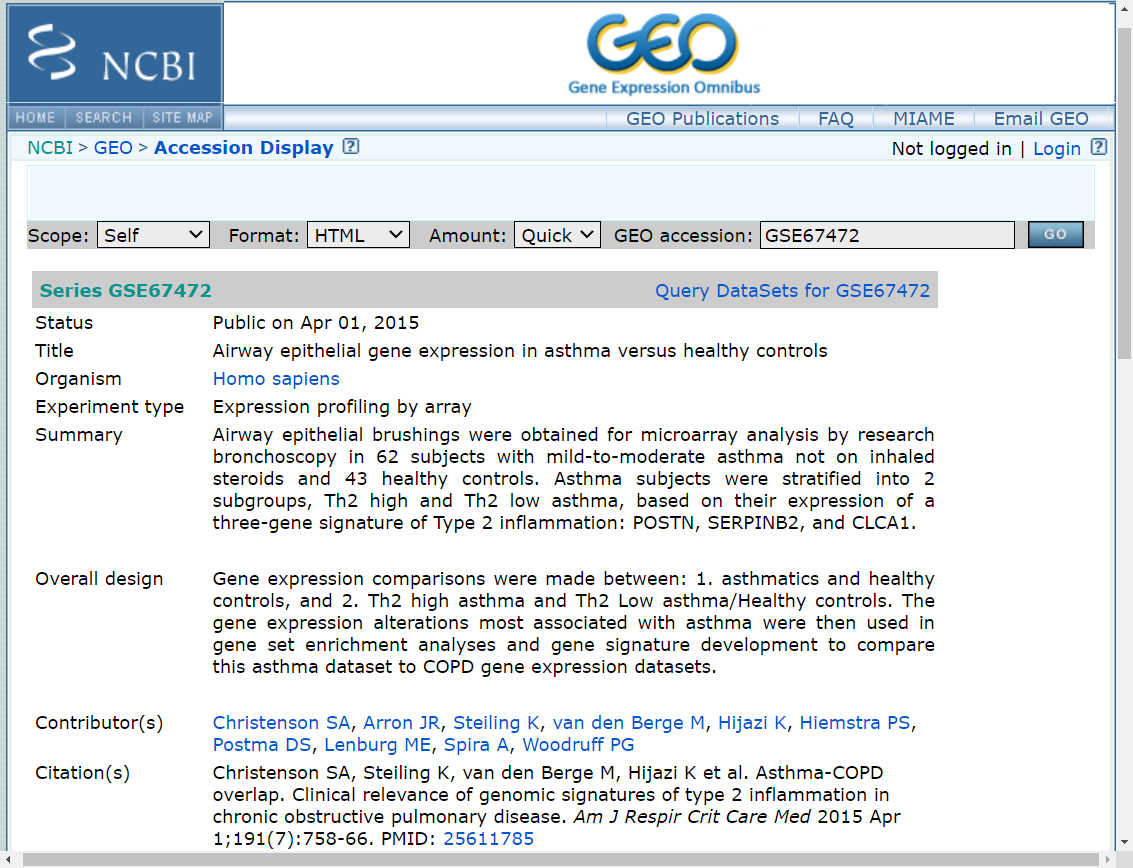 NCBI
GEO
Gene Expression Omnibus
HOME SEARCH SITE MAP
GEO Publications FAQ MIAME Email GEO
NCBI > GEO > Accession Display ?
Not logged in | Login ?
Scope: Self Format: HTML Amount: Quick GEO accession: GSE67472 GO
Series GSE67472 Query DataSets for GSE67472
Status Public on Apr 01, 2015
Title Airway epithelial gene expression in asthma versus healthy controls
Organism Homo sapiens
Experiment type Expression profiling by array
Summary Airway epithelial brushings were obtained for microarray analysis by research
bronchoscopy in 62 subjects with mild-to-moderate asthma not on inhaled
steroids and 43 healthy controls. Asthma subjects were stratified into 2
subgroups, Th2 high and Th2 low asthma, based on their expression of a
three-gene signature of Type 2 inflammation: POSTN, SERPINB2, and CLCA1.
Overall design Gene expression comparisons were made between: 1. asthmatics and healthy
controls, and 2. Th2 high asthma and Th2 Low asthma/Healthy controls. The
gene expression alterations most associated with asthma were then used in
gene set enrichment analyses and gene signature development to compare
this asthma dataset to COPD gene expression datasets.
Contributor(s) Christenson SA, Arron JR, Steiling K, van den Berge M, Hijazi K, Hiemstra PS,
Postma DS, Lenburg ME, Spira A, Woodruff PG
Citation(s) Christenson SA, Steiling K, van den Berge M, Hijazi K et al. Asthma-COPD
overlap. Clinical relevance of genomic signatures of type 2 inflammation in
chronic obstructive pulmonary disease. Am J Respir Crit Care Med 2015 Apr
1;191(7):758-66. PMID: 25611785